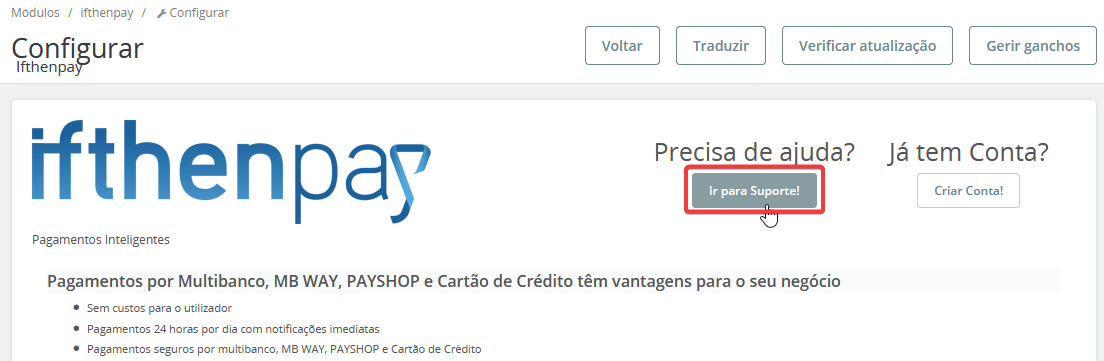 Módulos / ifthenpay / Configurar
Configurar
Ifthenpay
Voltar
Traduzir
Verificar atualização
Gerir ganchos
ifthenpay
Precisa de ajuda?
Ir para Suporte!
Já tem Conta?
Criar Conta!
Pagamentos Inteligentes
Pagamentos por Multibanco, MB WAY, PAYSHOP e Cartão de Crédito têm vantagens para o seu negócio
Sem custos para o utilizador
Pagamentos 24 horas por dia com notificações imediatas
Pagamentos seguros por multibanco, MB WAY, PAYSHOP e Cartão de Crédito